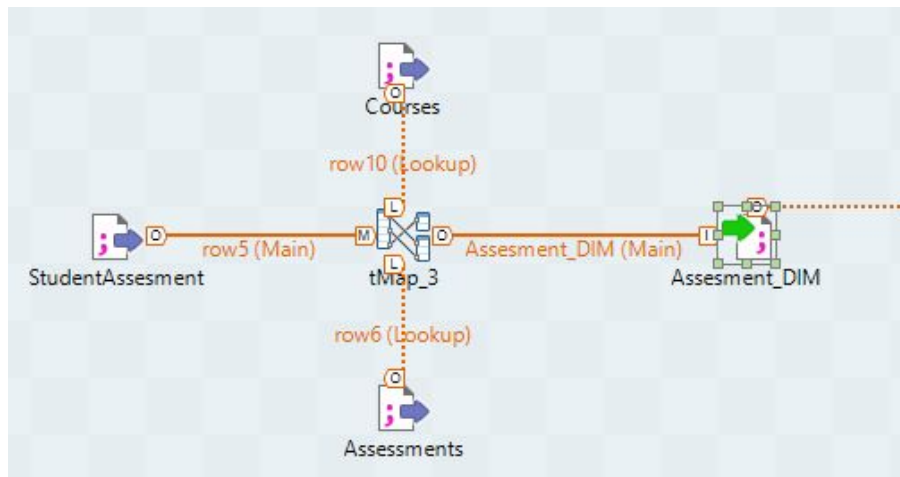 Courses
row10 (Lookup)
O
L
O
M
O
I
O
row5 (Main)
Assesment_DIM (Main)
StudentAssesment
tMap_3
Assesment_DIM
L
row6 (Lookup)
O
Assessments